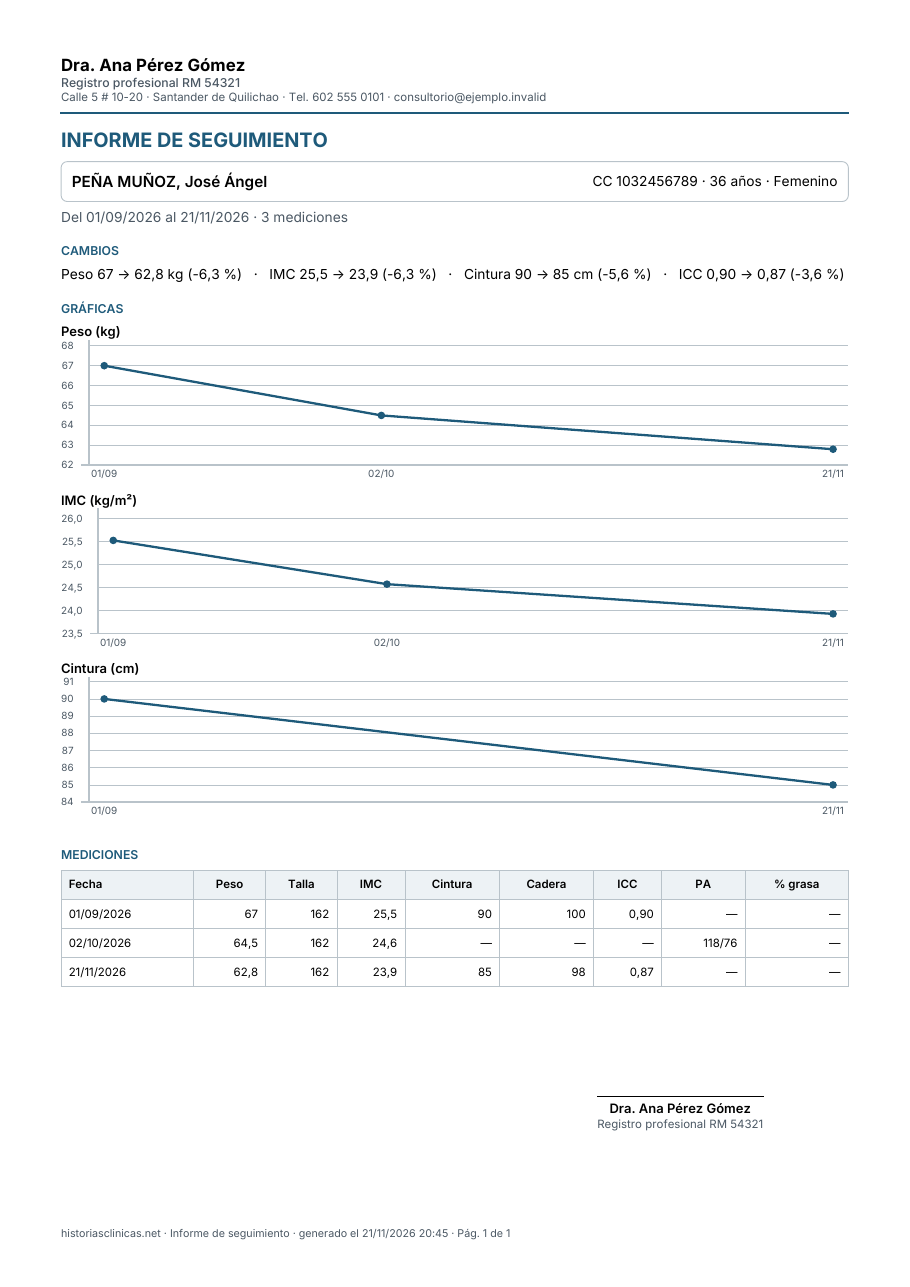 Dra. Ana Pérez Gómez
Registro profesional RM 54321
Calle 5 # 10-20 · Santander de Quilichao · Tel. 602 555 0101 · consultorio@ejemplo.invalid
INFORME DE SEGUIMIENTO
PEÑA MUÑOZ, José Ángel CC 1032456789 · 36 años · Femenino
Del 01/09/2026 al 21/11/2026 · 3 mediciones
CAMBIOS
Peso 67 → 62,8 kg (-6,3 %) · IMC 25,5 → 23,9 (-6,3 %) · Cintura 90 → 85 cm (-5,6 %) · ICC 0,90 → 0,87 (-3,6 %)
GRÁFICAS
Peso (kg)
68
67
66
65
64
63
62
01/09 02/10 21/11
IMC (kg/m²)
26,0
25,5
25,0
24,5
24,0
23,5
01/09 02/10 21/11
Cintura (cm)
91
90
89
88
87
86
85
84
01/09 21/11
MEDICIONES
Fecha Peso Talla IMC Cintura Cadera ICC PA % grasa
01/09/2026 67 162 25,5 90 100 0,90 — —
02/10/2026 64,5 162 24,6 — — — 118/76 —
21/11/2026 62,8 162 23,9 85 98 0,87 — —
Dra. Ana Pérez Gómez
Registro profesional RM 54321
historiasclinicas.net · Informe de seguimiento · generado el 21/11/2026 20:45 · Pág. 1 de 1